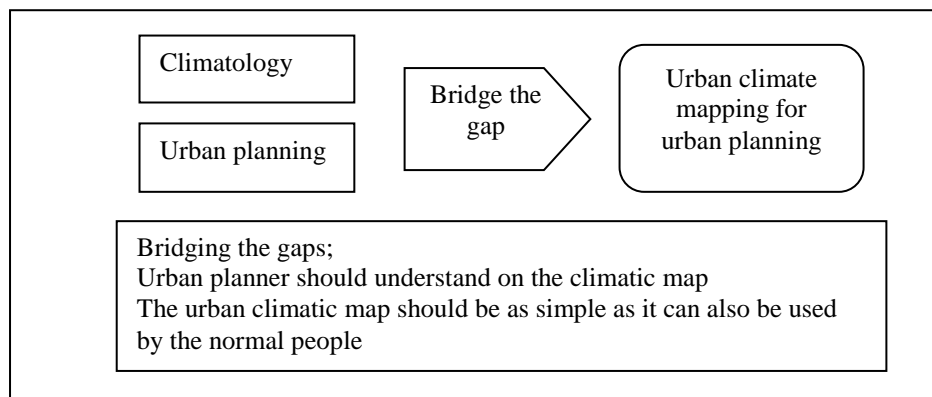 Climatology
Urban planning
Bridge the
gap
Urban climate
mapping for
urban planning
Bridging the gaps;
Urban planner should understand on the climatic map
The urban climatic map should be as simple as it can also be used
by the normal people